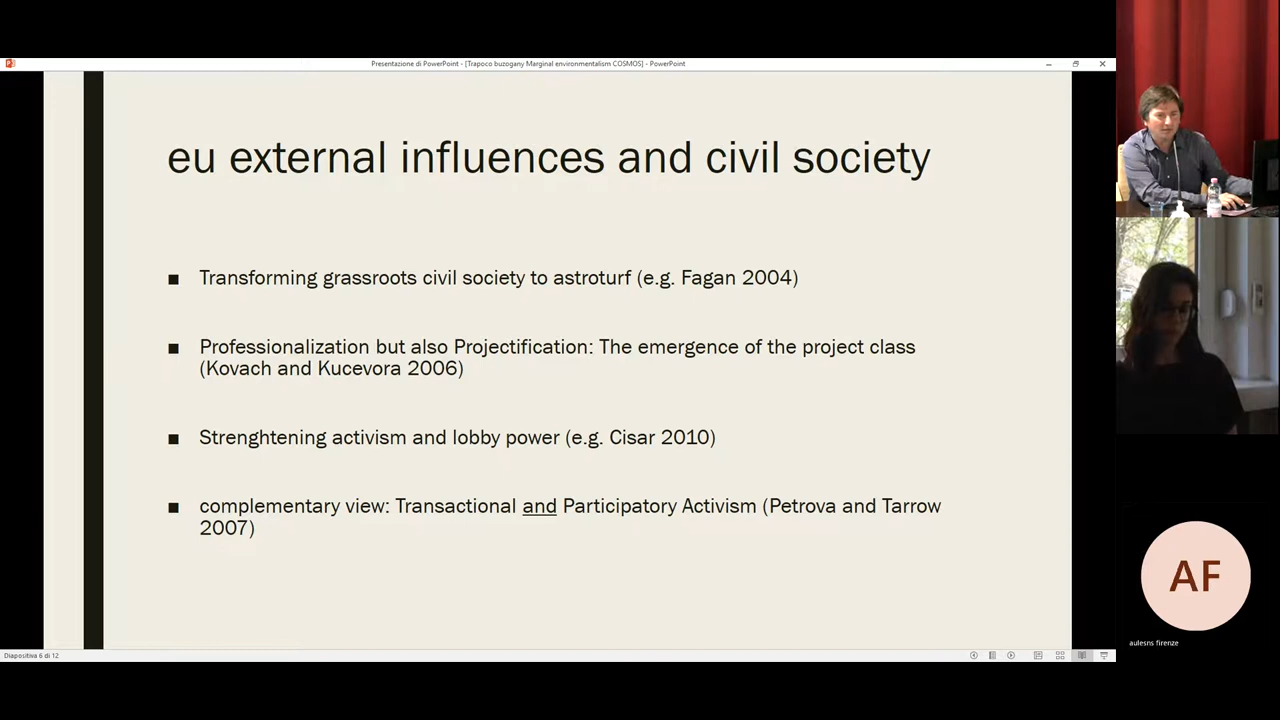 Presentazione di PowerPoint - [Trapoco buzogany Marginal environmentalism COSMOS] - PowerPoint
eu external influences and civil society
■ Transforming grassroots civil society to astroturf (e.g. Fagan 2004)
■ Professionalization but also Projectification: The emergence of the project class
(Kovach and Kucevora 2006)
■ Strenghtening activism and lobby power (e.g. Cisar 2010)
■ complementary view: Transactional and Participatory Activism (Petrova and Tarrow
2007)
Diapositiva 6 di 12
AF
aulesns firenze